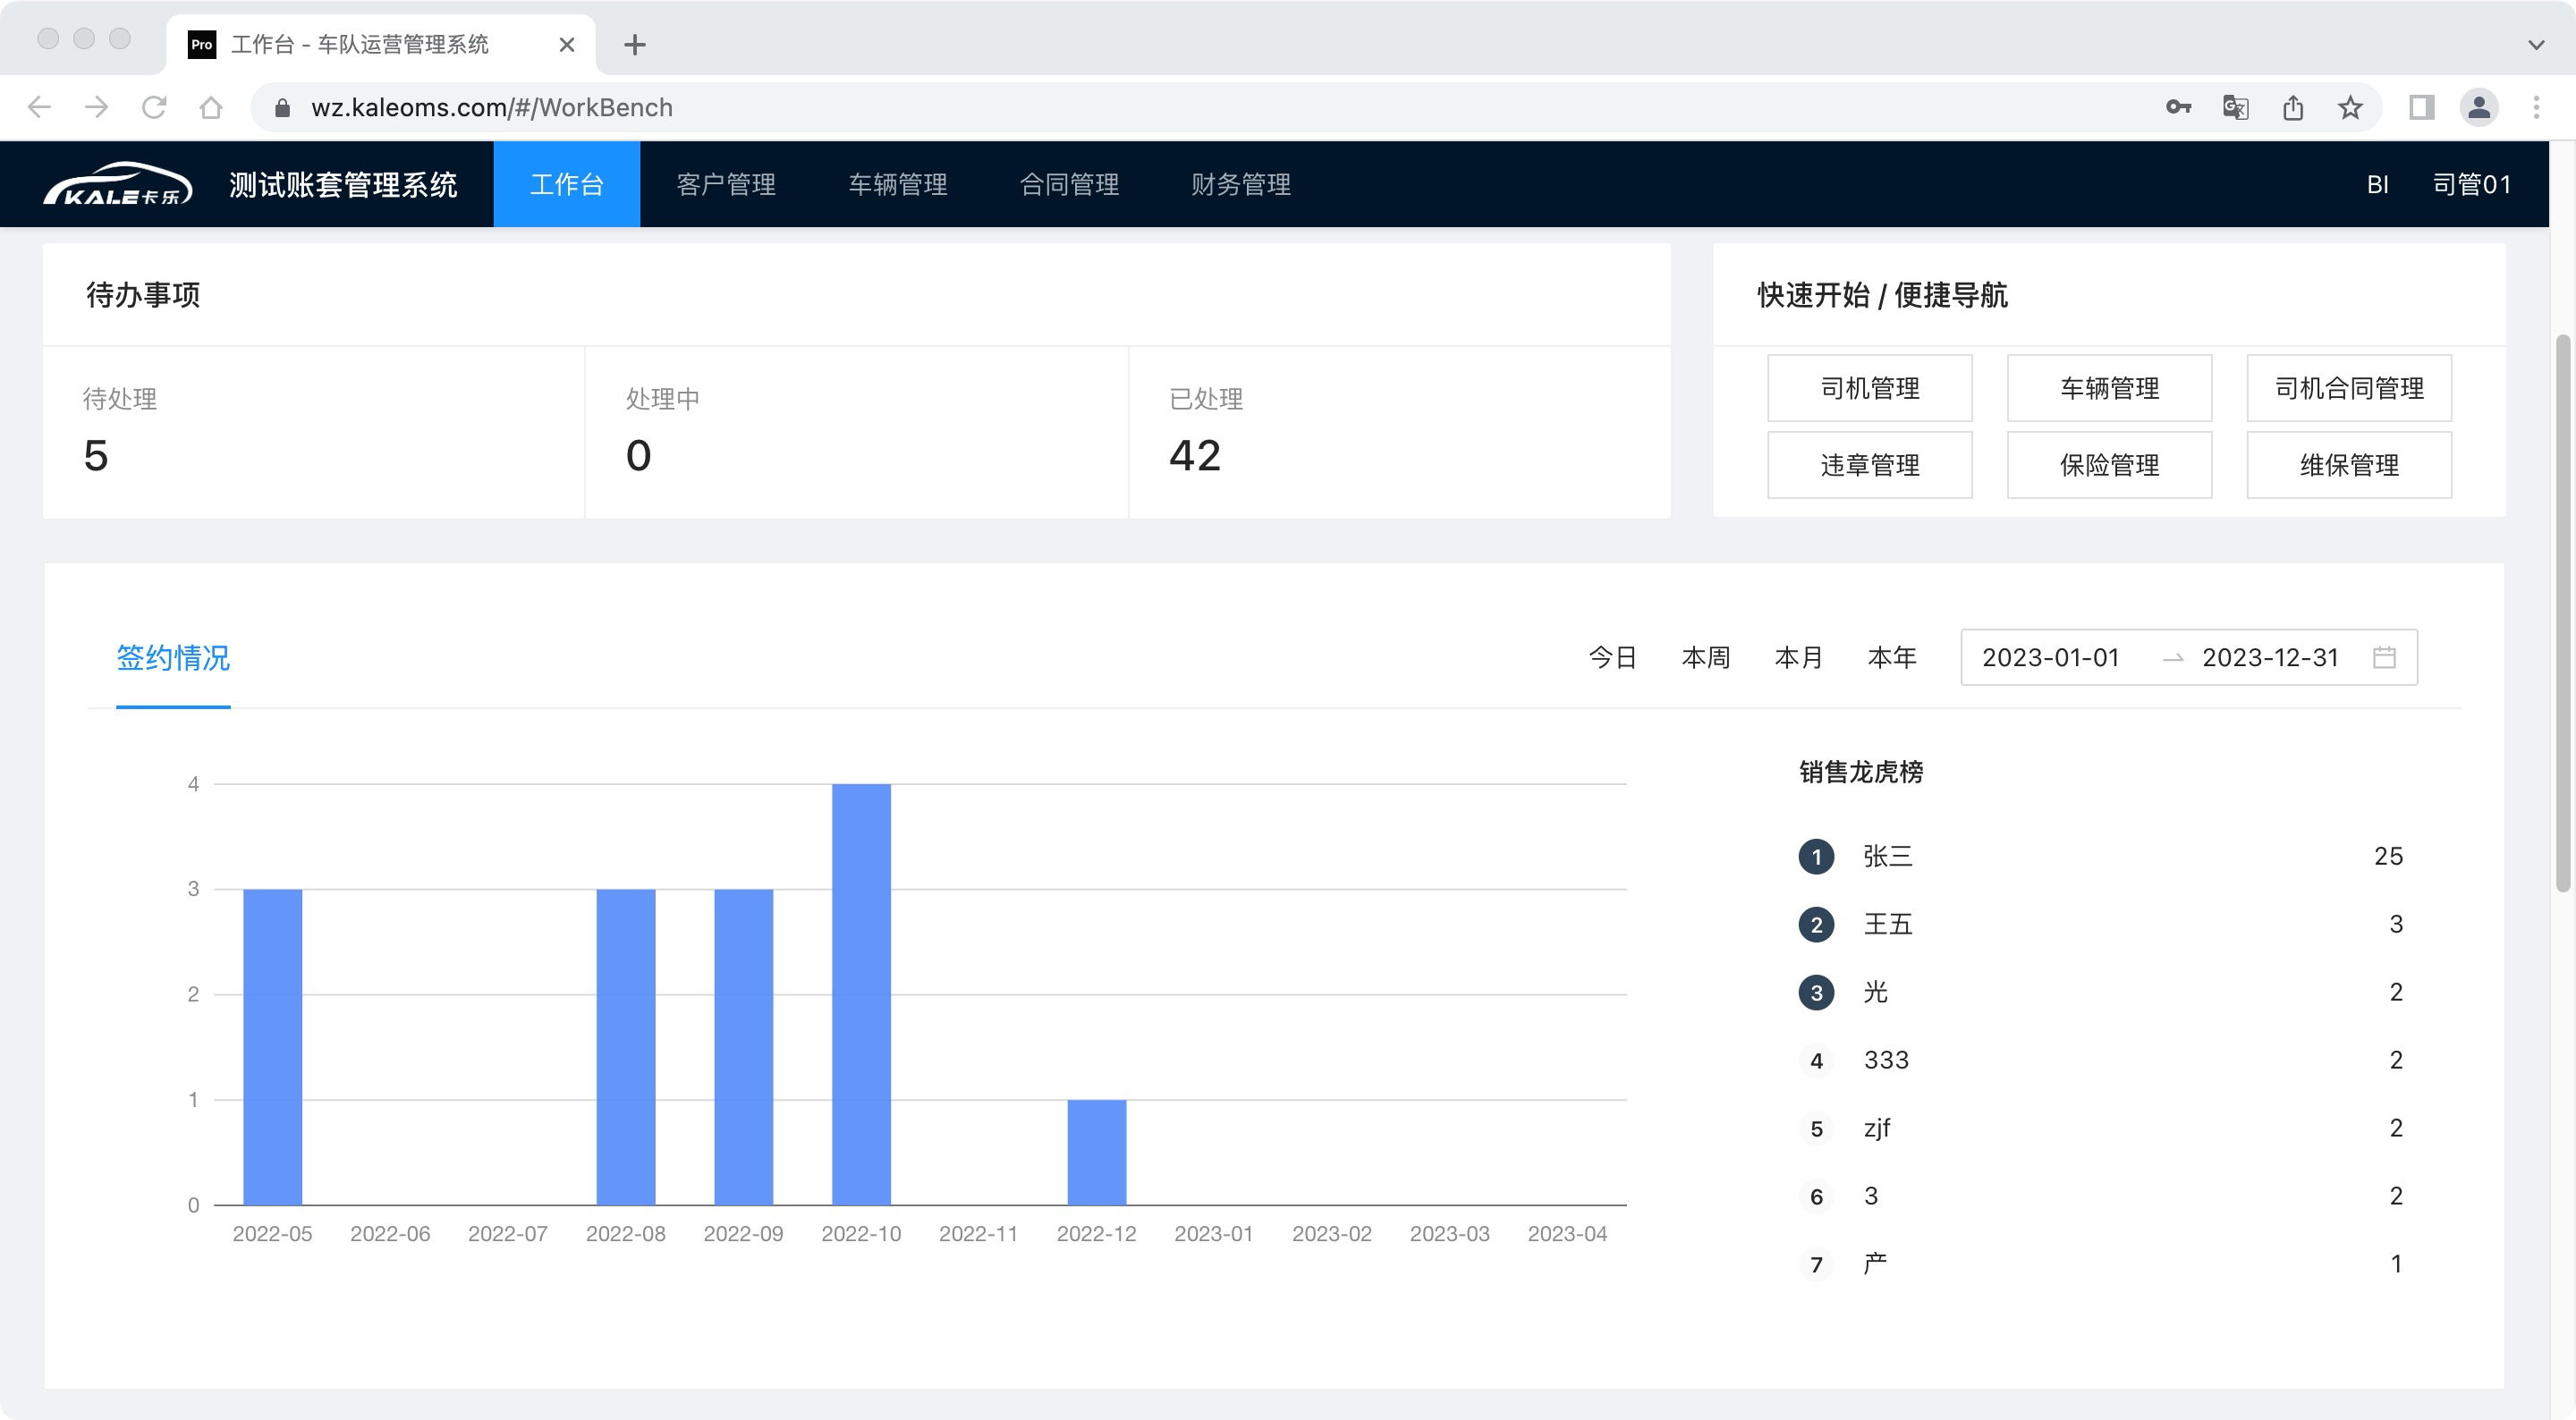 Pro 工作台 - 车队运营管理系统
wz.kaleoms.com/#/WorkBench
KALE卡乐 测试账套管理系统 工作台 客户管理 车辆管理 合同管理 财务管理 BI 司管01
待办事项
待处理 处理中 已处理
5 0 42
快速开始 / 便捷导航
司机管理 车辆管理 司机合同管理
违章管理 保险管理 维保管理
签约情况 今日 本周 本月 本年 2023-01-01 2023-12-31
4
3
2
1
0
2022-05 2022-06 2022-07 2022-08 2022-09 2022-10 2022-11 2022-12 2023-01 2023-02 2023-03 2023-04
销售龙虎榜
1 张三 25
2 王五 3
3 光 2
4 333 2
5 zjf 2
6 3 2
7 产 1